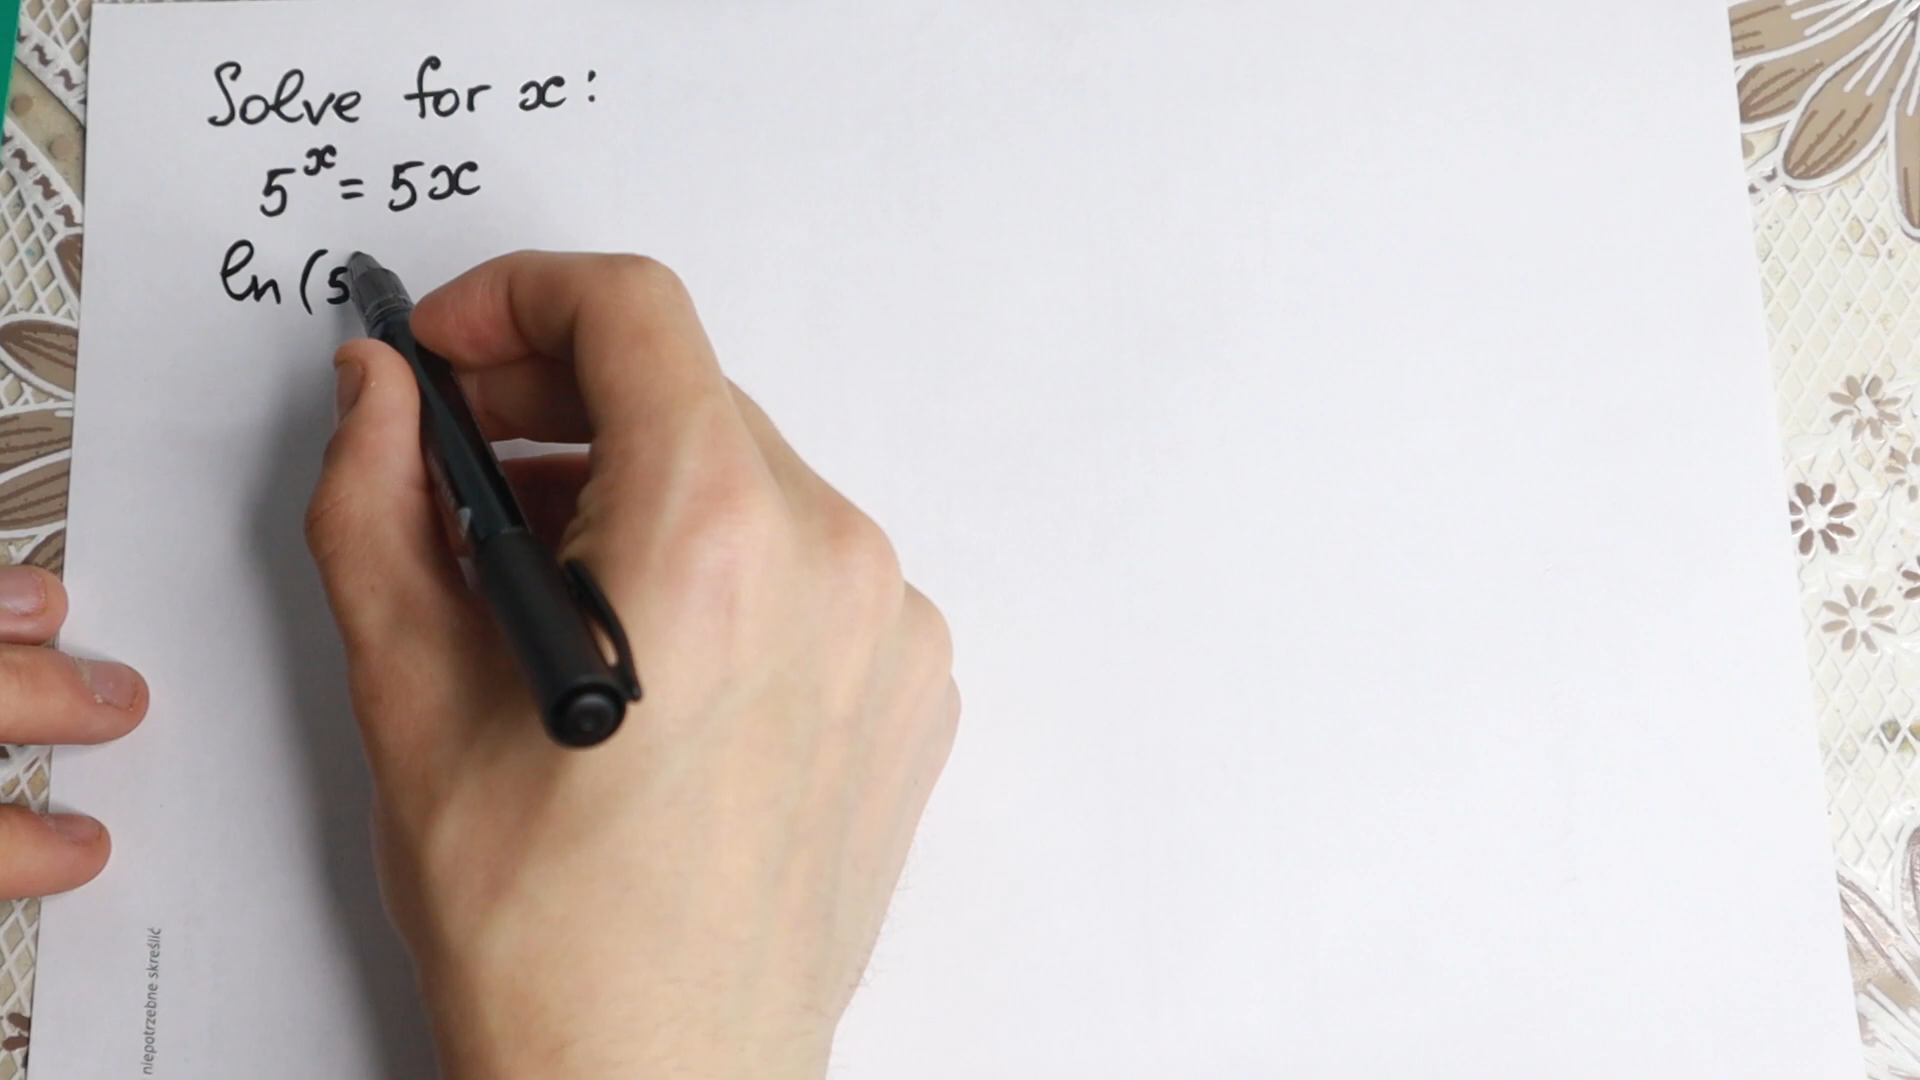 Solve for x:
5^x = 5x
ln (5
niepotrzebne skreślić